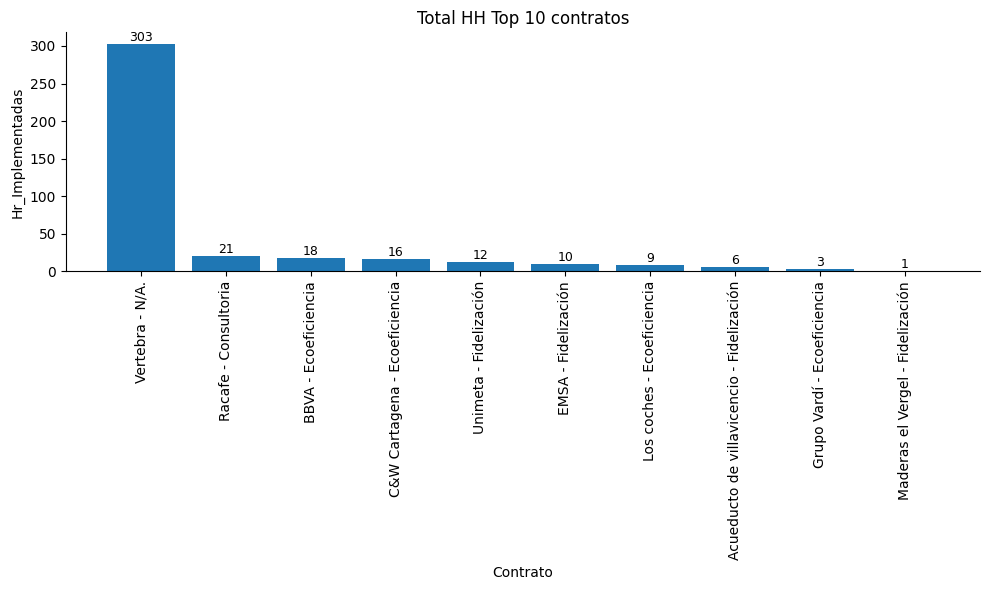 Total HH Top 10 contratos
Hr_Implementadas
300
250
200
150
100
50
0
303
21
18
16
12
10
9
6
3
1
Vertebra - N/A.
Racafe - Consultoria
BBVA - Ecoeficiencia
C&W Cartagena - Ecoeficiencia
Unimeta - Fidelización
EMSA - Fidelización
Los coches - Ecoeficiencia
Acueducto de villavicencio - Fidelización
Grupo Vardí - Ecoeficiencia
Maderas el Vergel - Fidelización
Contrato